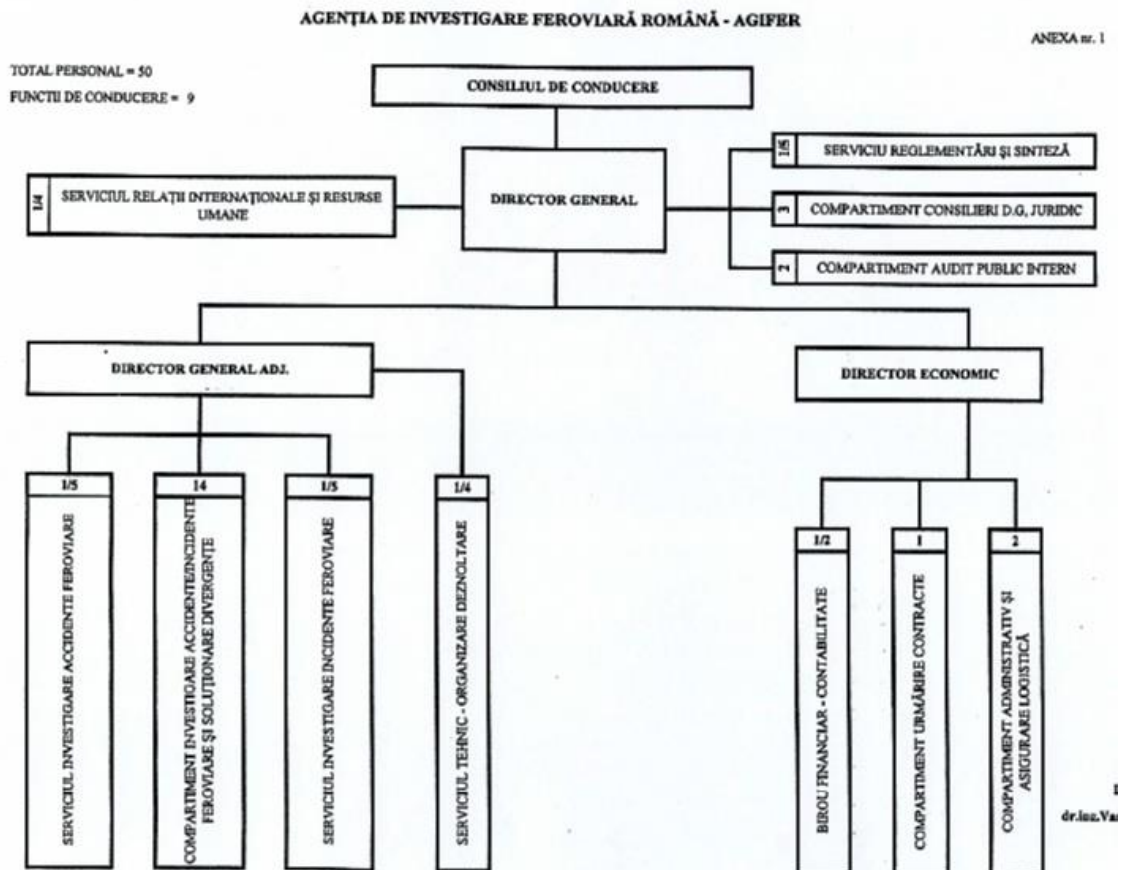 AGENȚIA DE INVESTIGARE FEROVIARĂ ROMÂNĂ - AGIFER
ANEXA nr. 1
TOTAL PERSONAL = 50
FUNCTII DE CONDUCERE = 9
CONSILIUL DE CONDUCERE
DIRECTOR GENERAL
1/4
SERVICIUL RELAȚII INTERNAȚIONALE ȘI RESURSE
UMANE
1/5
SERVICIU REGLEMENTĂRI ȘI SINTEZĂ
3
COMPARTIMENT CONSILIERI D.G, JURIDIC
2
COMPARTIMENT AUDIT PUBLIC INTERN
DIRECTOR GENERAL ADJ.
DIRECTOR ECONOMIC
1/5
SERVICIUL INVESTIGARE ACCIDENTE FEROVIARE
14
COMPARTIMENT INVESTIGARE ACCIDENTE/INCIDENTE
FEROVIARE ȘI SOLUȚIONARE DIVERGENȚE
1/5
SERVICIUL INVESTIGARE INCIDENTE FEROVIARE
1/4
SERVICIUL TEHNIC - ORGANIZARE DEZNOLTARE
1/2
BIROU FINANCIAR - CONTABILITATE
1
COMPARTIMENT URMĂRIRE CONTRACTE
2
COMPARTIMENT ADMINISTRATIV ȘI
ASIGURARE LOGISTICĂ